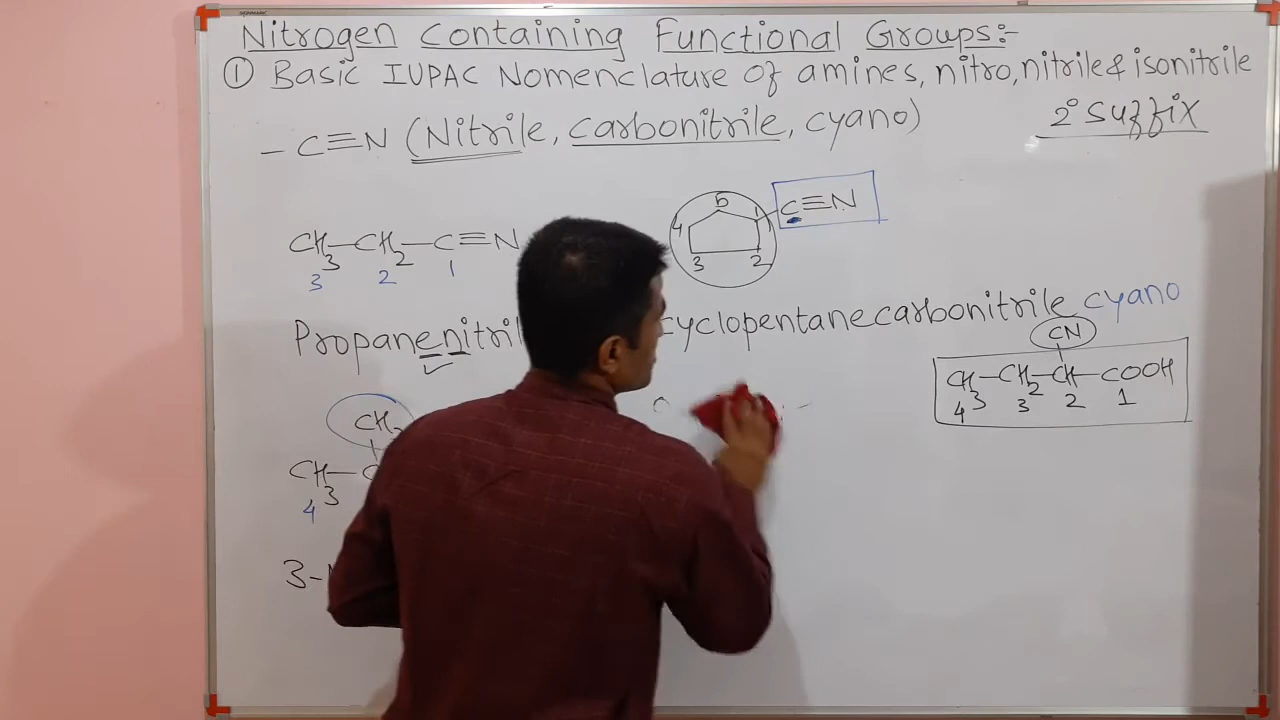 Nitrogen Containing Functional Groups:-
① Basic IUPAC Nomenclature of amines, nitro, nitrile & isonitrile
–C≡N (Nitrile, carbonitrile, cyano)
2° Suffix
CH₃–CH₂–C≡N
3 2 1
5 1 C≡N
4
3 2
Propanenitril
cyclopentanecarbonitrile
cyano
CN
CH₃–CH₂–CH–COOH
4 3 2 1
CH₃
CH₃–
4
3-